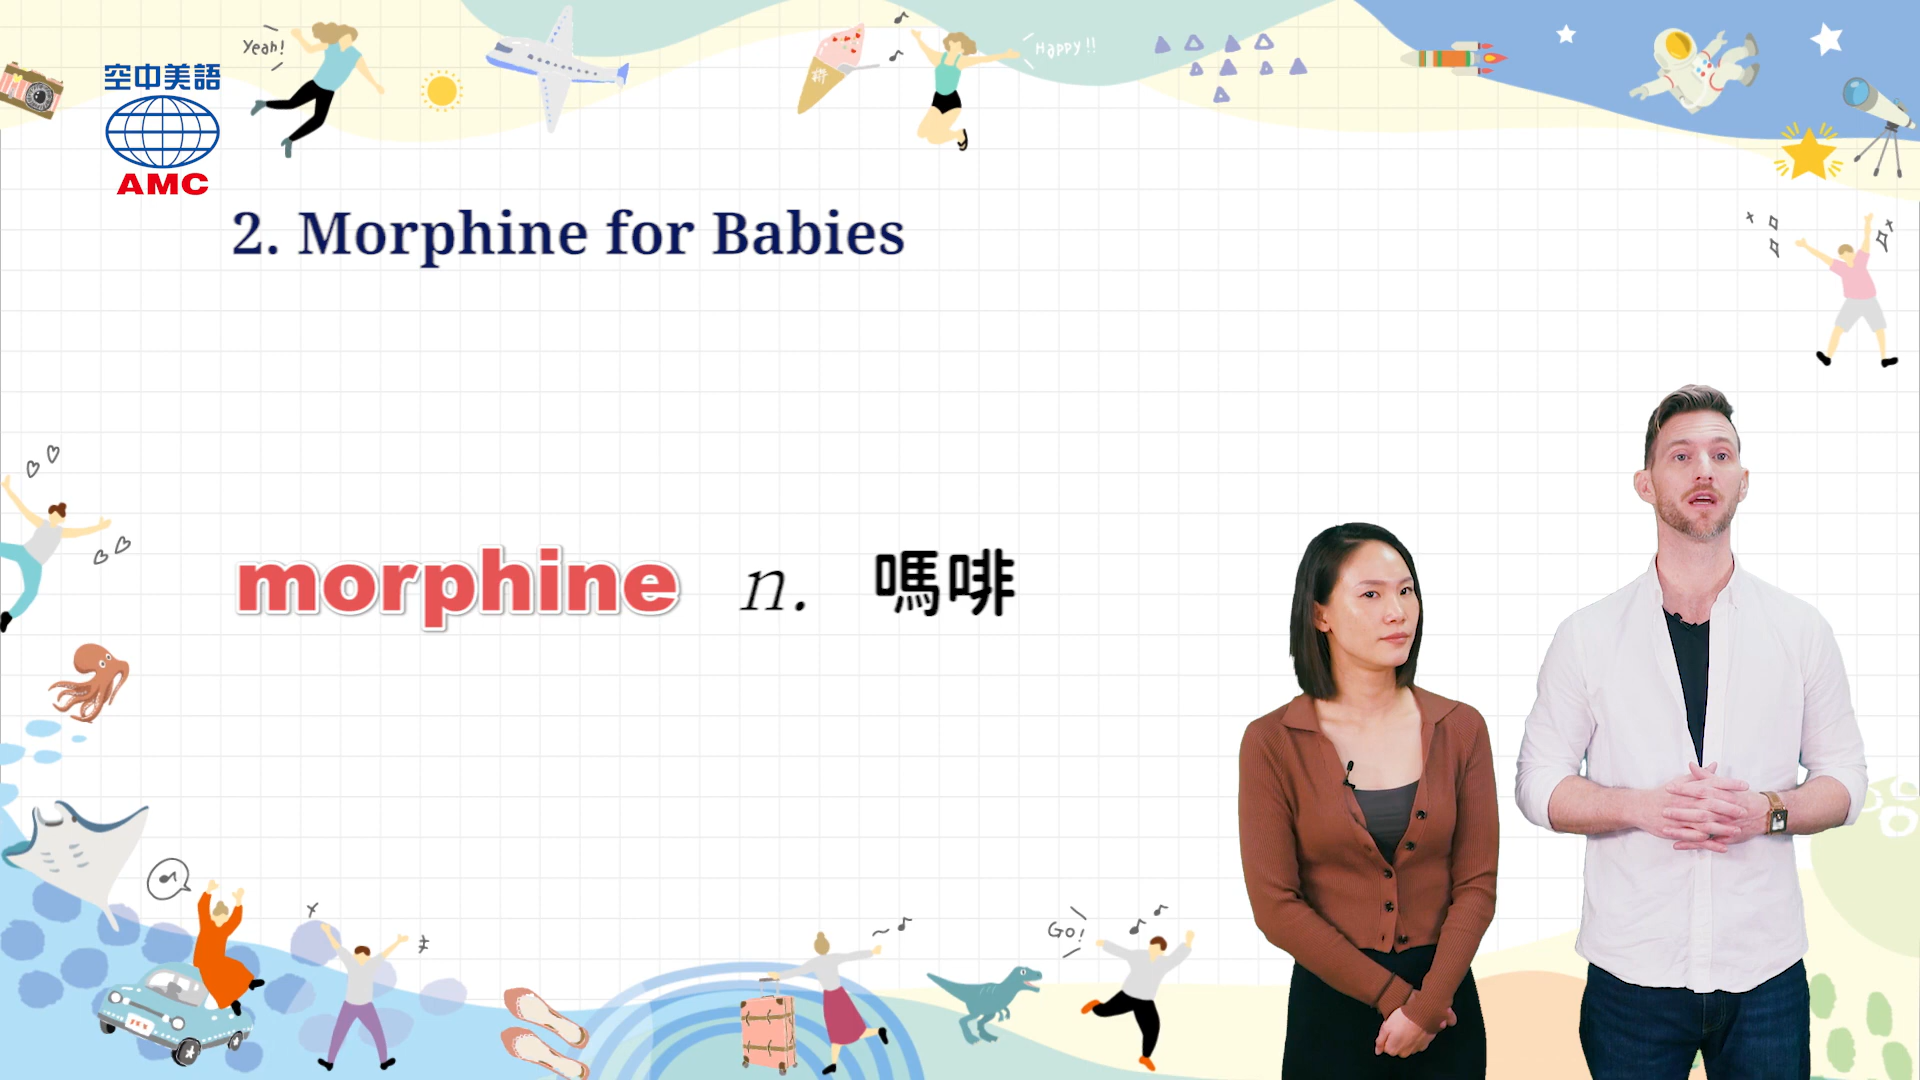 Yeah!
Happy!!
空中美語
AMC
2. Morphine for Babies
morphine n. 嗎啡
Go!